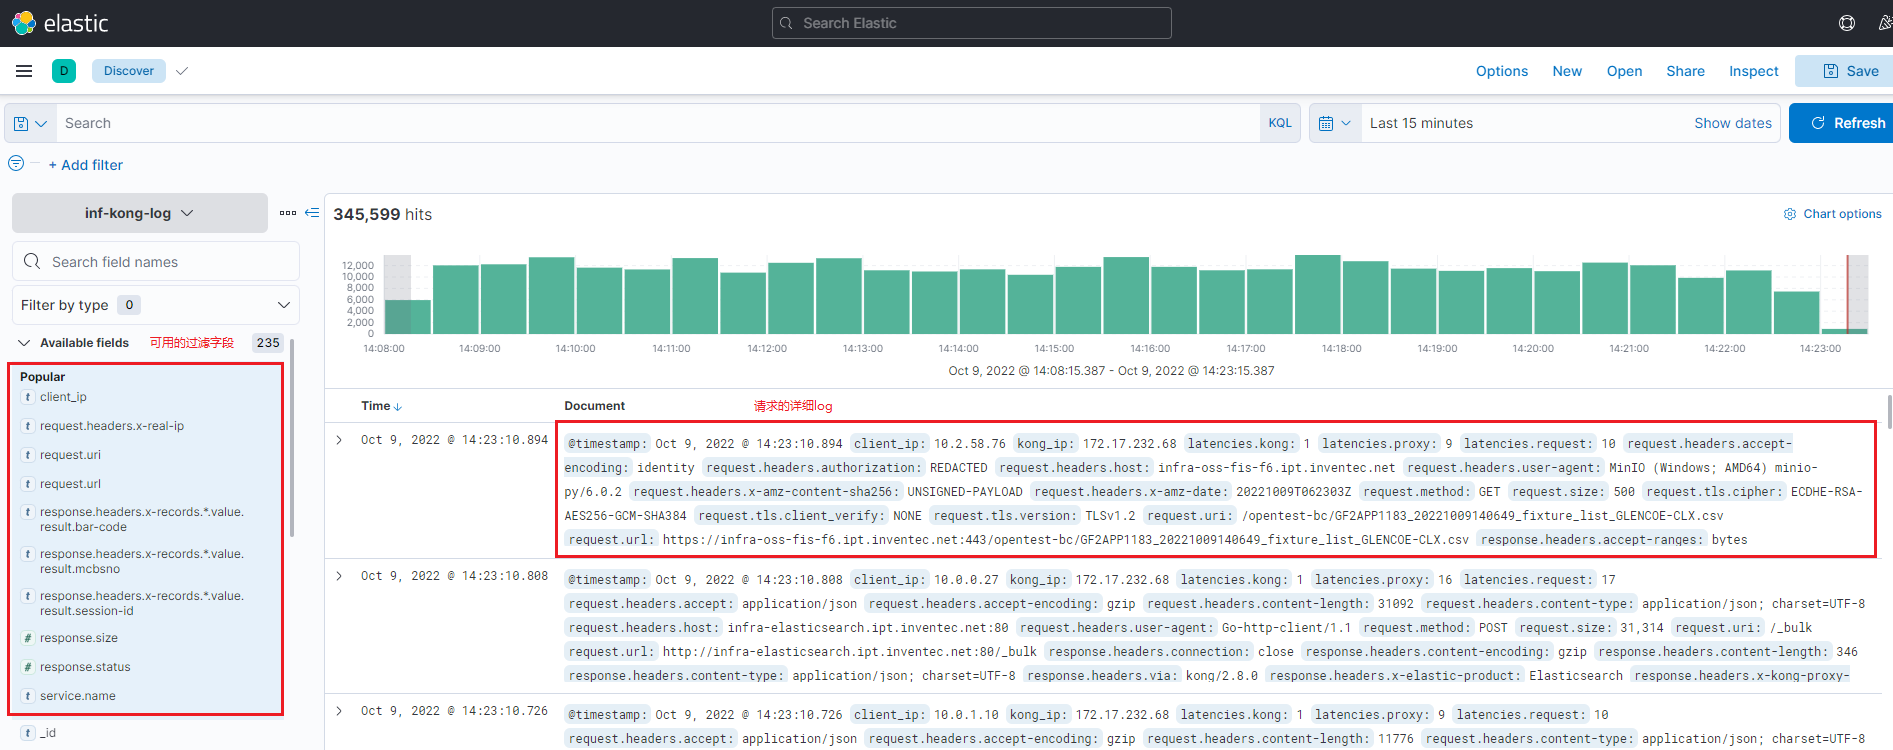 elastic
Search Elastic
D
Discover
Options
New
Open
Share
Inspect
Save
Search
KQL
Last 15 minutes
Show dates
Refresh
+ Add filter
inf-kong-log
345,599 hits
Chart options
Search field names
Filter by type 0
Available fields 可用的过滤字段 235
Popular
t client_ip
t request.headers.x-real-ip
t request.uri
t request.url
t response.headers.x-records.*.value.
result.bar-code
t response.headers.x-records.*.value.
result.mcbsno
t response.headers.x-records.*.value.
result.session-id
# response.size
# response.status
t service.name
t _id
12,000
10,000
8,000
6,000
4,000
2,000
0
14:08:00 14:09:00 14:10:00 14:11:00 14:12:00 14:13:00 14:14:00 14:15:00 14:16:00 14:17:00 14:18:00 14:19:00 14:20:00 14:21:00 14:22:00 14:23:00
Oct 9, 2022 @ 14:08:15.387 - Oct 9, 2022 @ 14:23:15.387
Time Document 请求的详细log
Oct 9, 2022 @ 14:23:10.894 @timestamp: Oct 9, 2022 @ 14:23:10.894 client_ip: 10.2.58.76 kong_ip: 172.17.232.68 latencies.kong: 1 latencies.proxy: 9 latencies.request: 10 request.headers.accept-
encoding: identity request.headers.authorization: REDACTED request.headers.host: infra-oss-fis-f6.ipt.inventec.net request.headers.user-agent: MinIO (Windows; AMD64) minio-
py/6.0.2 request.headers.x-amz-content-sha256: UNSIGNED-PAYLOAD request.headers.x-amz-date: 20221009T062303Z request.method: GET request.size: 500 request.tls.cipher: ECDHE-RSA-
AES256-GCM-SHA384 request.tls.client_verify: NONE request.tls.version: TLSv1.2 request.uri: /opentest-bc/GF2APP1183_20221009140649_fixture_list_GLENCOE-CLX.csv
request.url: https://infra-oss-fis-f6.ipt.inventec.net:443/opentest-bc/GF2APP1183_20221009140649_fixture_list_GLENCOE-CLX.csv response.headers.accept-ranges: bytes
Oct 9, 2022 @ 14:23:10.808 @timestamp: Oct 9, 2022 @ 14:23:10.808 client_ip: 10.0.0.27 kong_ip: 172.17.232.68 latencies.kong: 1 latencies.proxy: 16 latencies.request: 17
request.headers.accept: application/json request.headers.accept-encoding: gzip request.headers.content-length: 31092 request.headers.content-type: application/json; charset=UTF-8
request.headers.host: infra-elasticsearch.ipt.inventec.net:80 request.headers.user-agent: Go-http-client/1.1 request.method: POST request.size: 31,314 request.uri: /_bulk
request.url: http://infra-elasticsearch.ipt.inventec.net:80/_bulk response.headers.connection: close response.headers.content-encoding: gzip response.headers.content-length: 346
response.headers.content-type: application/json; charset=UTF-8 response.headers.via: kong/2.8.0 response.headers.x-elastic-product: Elasticsearch response.headers.x-kong-proxy-
Oct 9, 2022 @ 14:23:10.726 @timestamp: Oct 9, 2022 @ 14:23:10.726 client_ip: 10.0.1.10 kong_ip: 172.17.232.68 latencies.kong: 1 latencies.proxy: 9 latencies.request: 10
request.headers.accept: application/json request.headers.accept-encoding: gzip request.headers.content-length: 11776 request.headers.content-type: application/json; charset=UTF-8